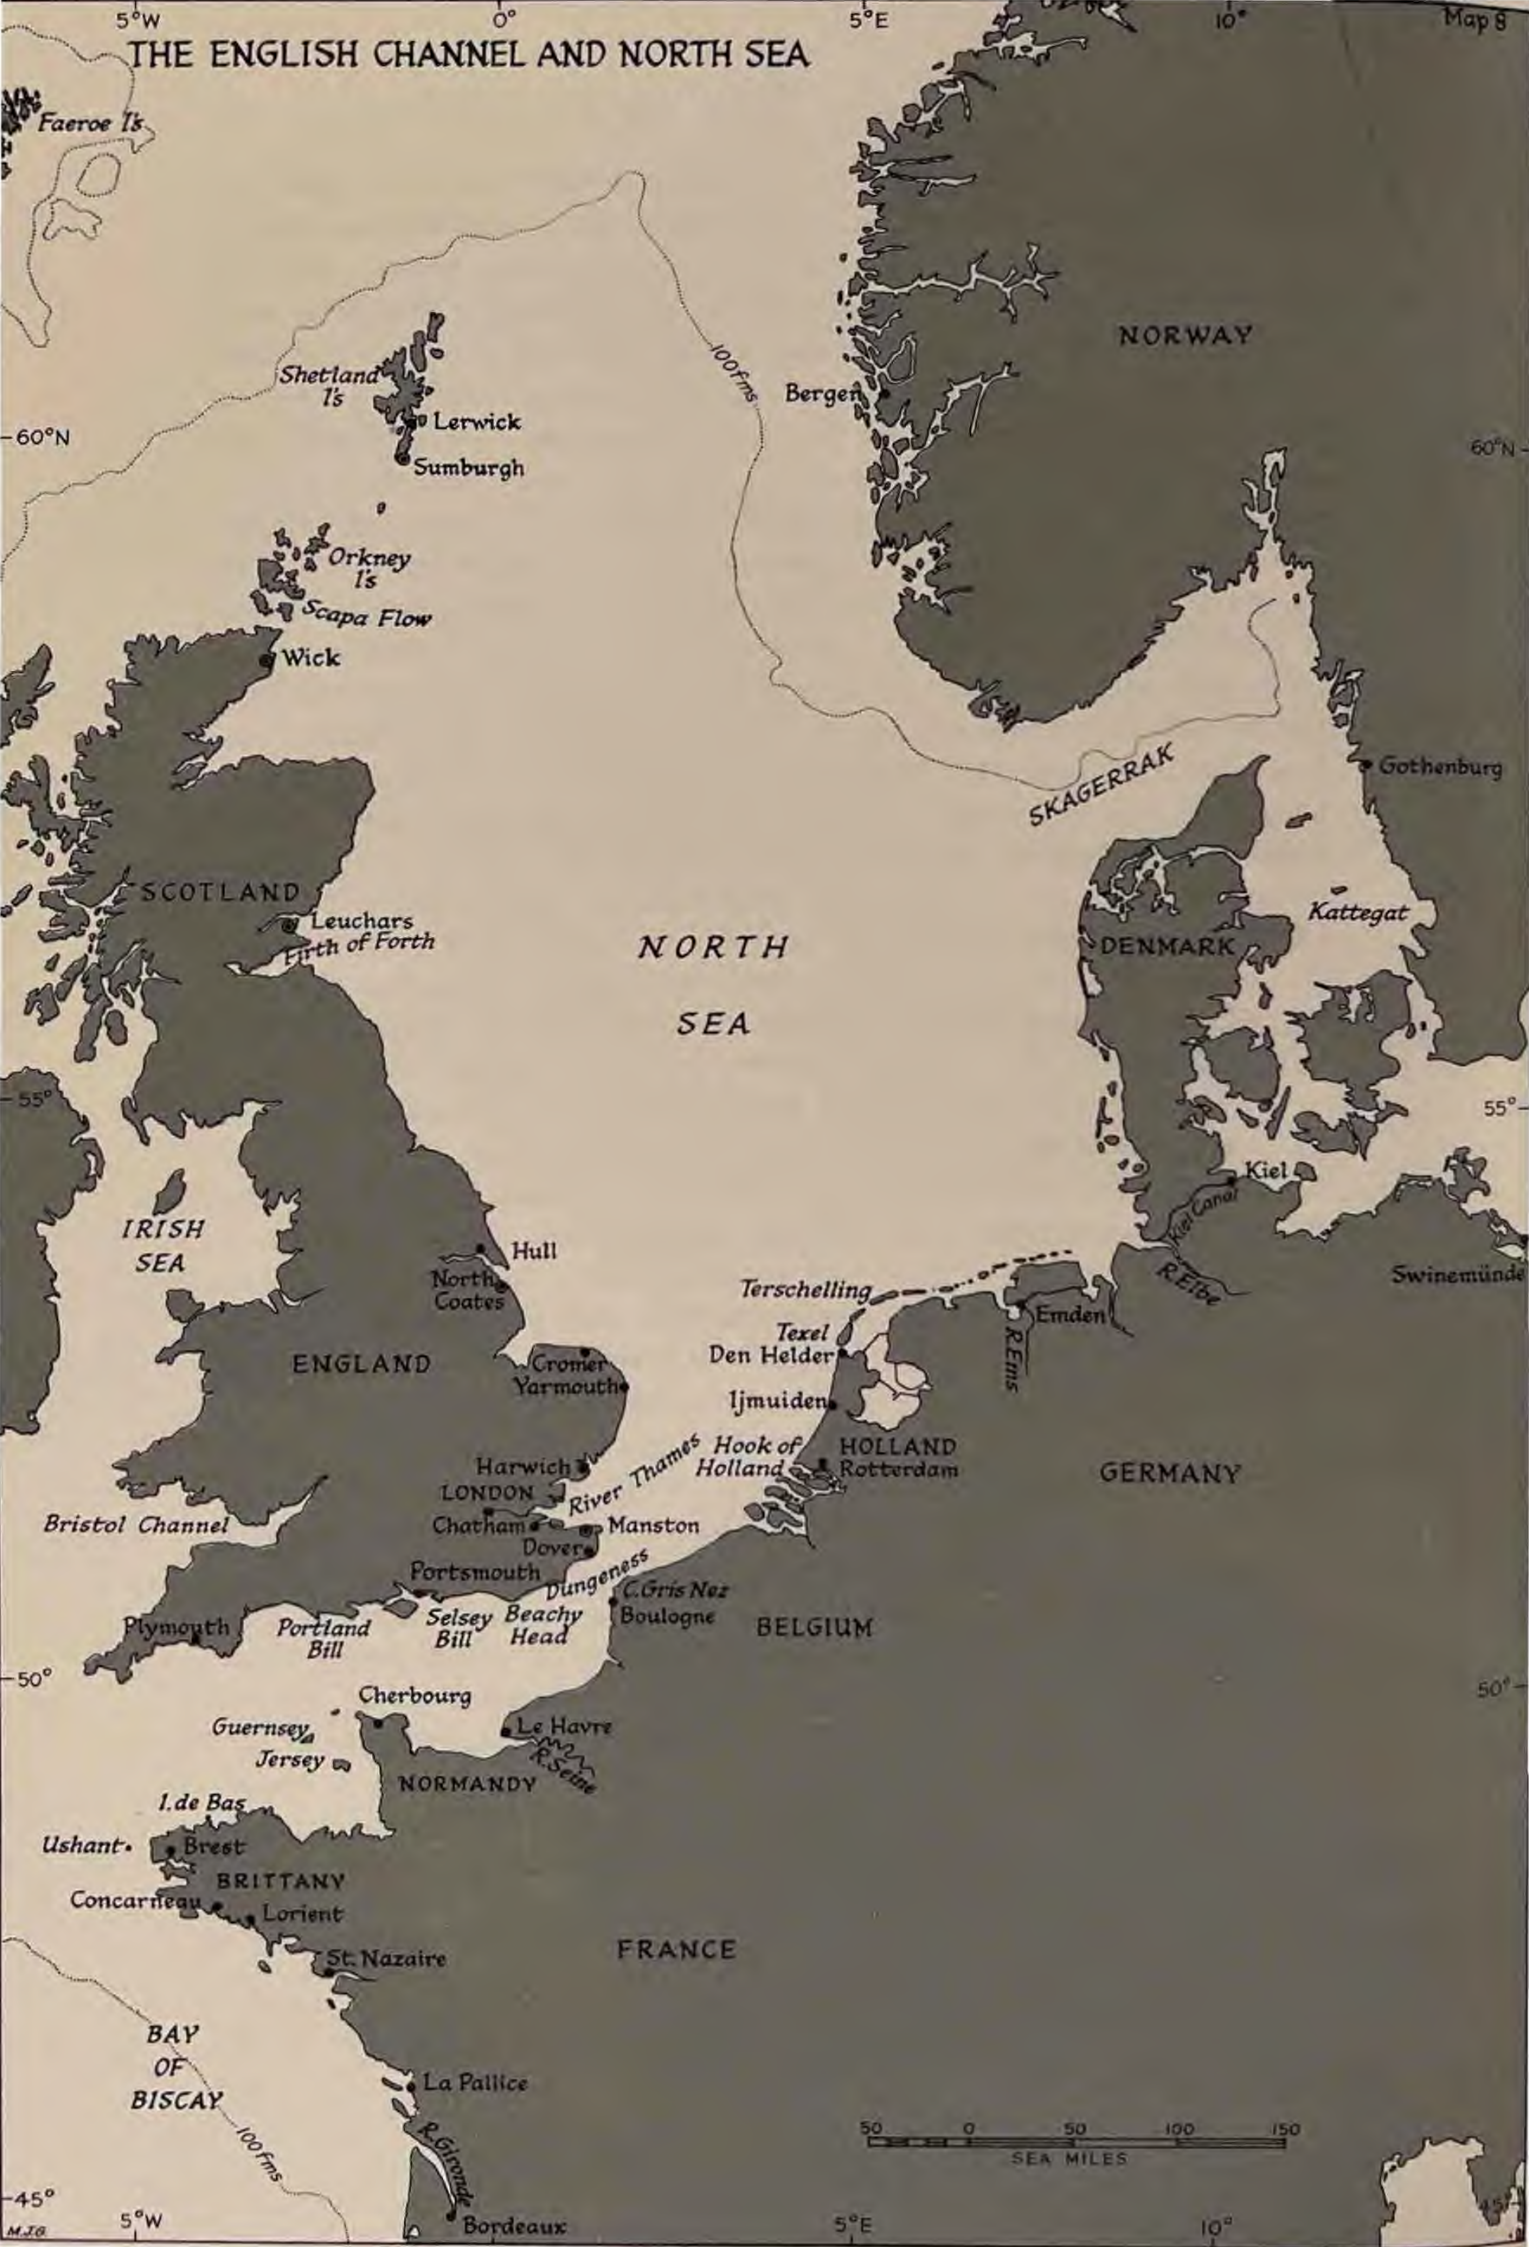 5°W 0° 5°E 10° Map 8
THE ENGLISH CHANNEL AND NORTH SEA
Faeroe I's
NORWAY
100fms
Shetland
I's
Bergen
Lerwick
60°N
60°N
Sumburgh
Orkney
I's
Scapa Flow
Wick
SKAGERRAK
Gothenburg
SCOTLAND
Leuchars
Firth of Forth
Kattegat
NORTH
SEA
DENMARK
55°
55°
Kiel
Kiel Canal
IRISH
SEA
Hull
R.Elbe
Swinemünde
North
Coates
Terschelling
Emden
R.Ems
Texel
Den Helder
ENGLAND
Cromer
Yarmouth
Ijmuiden
Hook of
Holland
HOLLAND
Rotterdam
Harwich
LONDON
River Thames
GERMANY
Bristol Channel
Chatham
Manston
Dover
Portsmouth
Dungeness
C.Gris Nez
Boulogne
BELGIUM
Plymouth
Portland
Bill
Selsey
Bill
Beachy
Head
50°
50°
Cherbourg
Guernsey
Le Havre
Jersey
R.Seine
NORMANDY
I.de Bas
Ushant
Brest
BRITTANY
Concarneau
Lorient
FRANCE
St. Nazaire
BAY
OF
BISCAY
La Pallice
100fms
R.Gironde
50 0 50 100 150
SEA MILES
45°
45°
M.J.G.
5°W
Bordeaux
5°E
10°